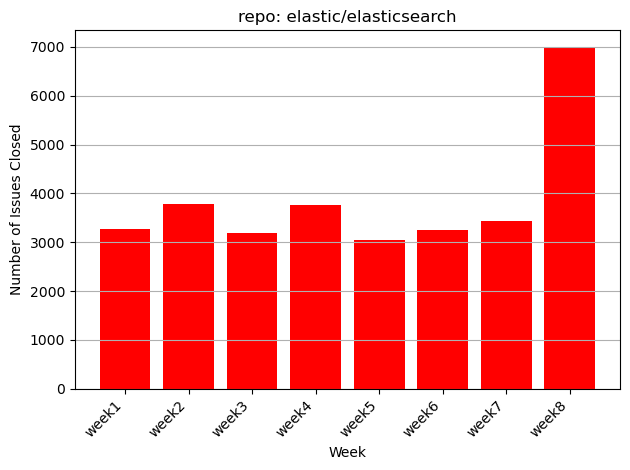 repo: elastic/elasticsearch
Number of Issues Closed
7000
6000
5000
4000
3000
2000
1000
0
week1
week2
week3
week4
week5
week6
week7
week8
Week